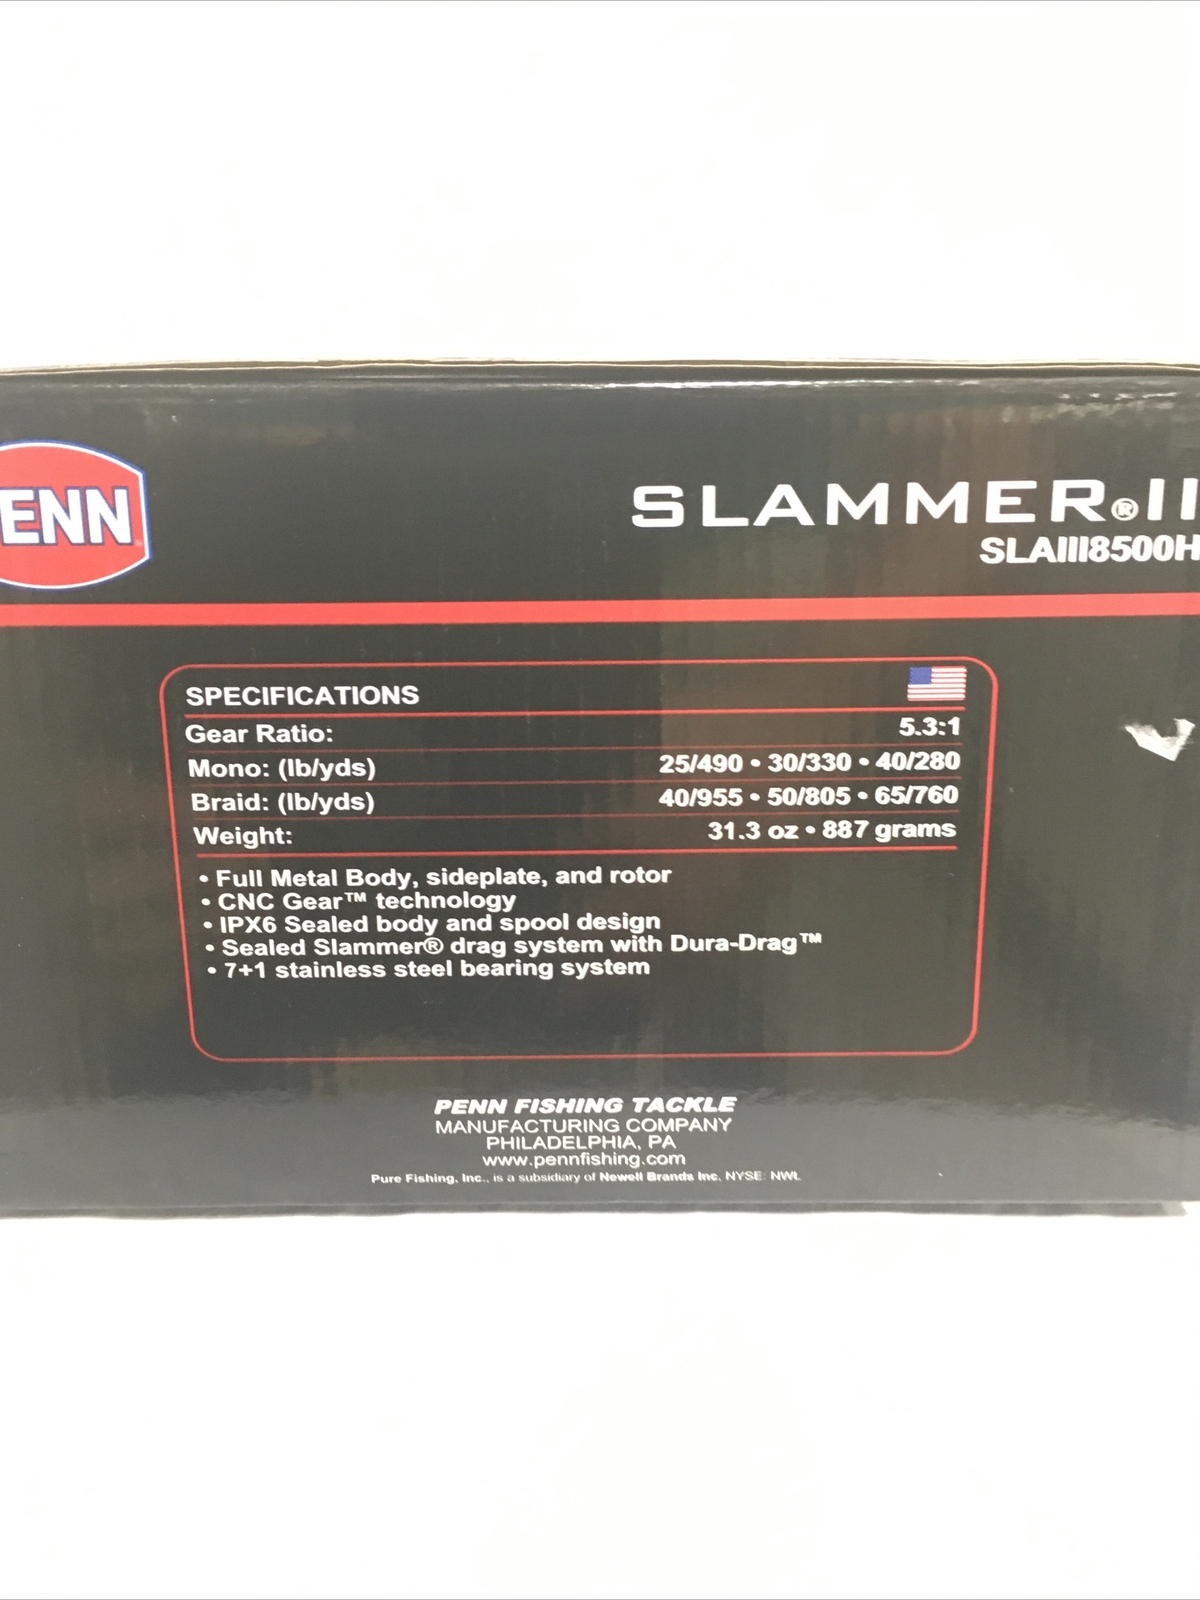 ENN
SLAMMER® II
SLAIII8500H
SPECIFICATIONS
Gear Ratio: 5.3:1
Mono: (lb/yds) 25/490 • 30/330 • 40/280
Braid: (lb/yds) 40/955 • 50/805 • 65/760
Weight: 31.3 oz • 887 grams
• Full Metal Body, sideplate, and rotor
• CNC Gear™ technology
• IPX6 Sealed body and spool design
• Sealed Slammer® drag system with Dura-Drag™
• 7+1 stainless steel bearing system
PENN FISHING TACKLE
MANUFACTURING COMPANY
PHILADELPHIA, PA
www.pennfishing.com
Pure Fishing, Inc., is a subsidiary of Newell Brands Inc. NYSE: NWL